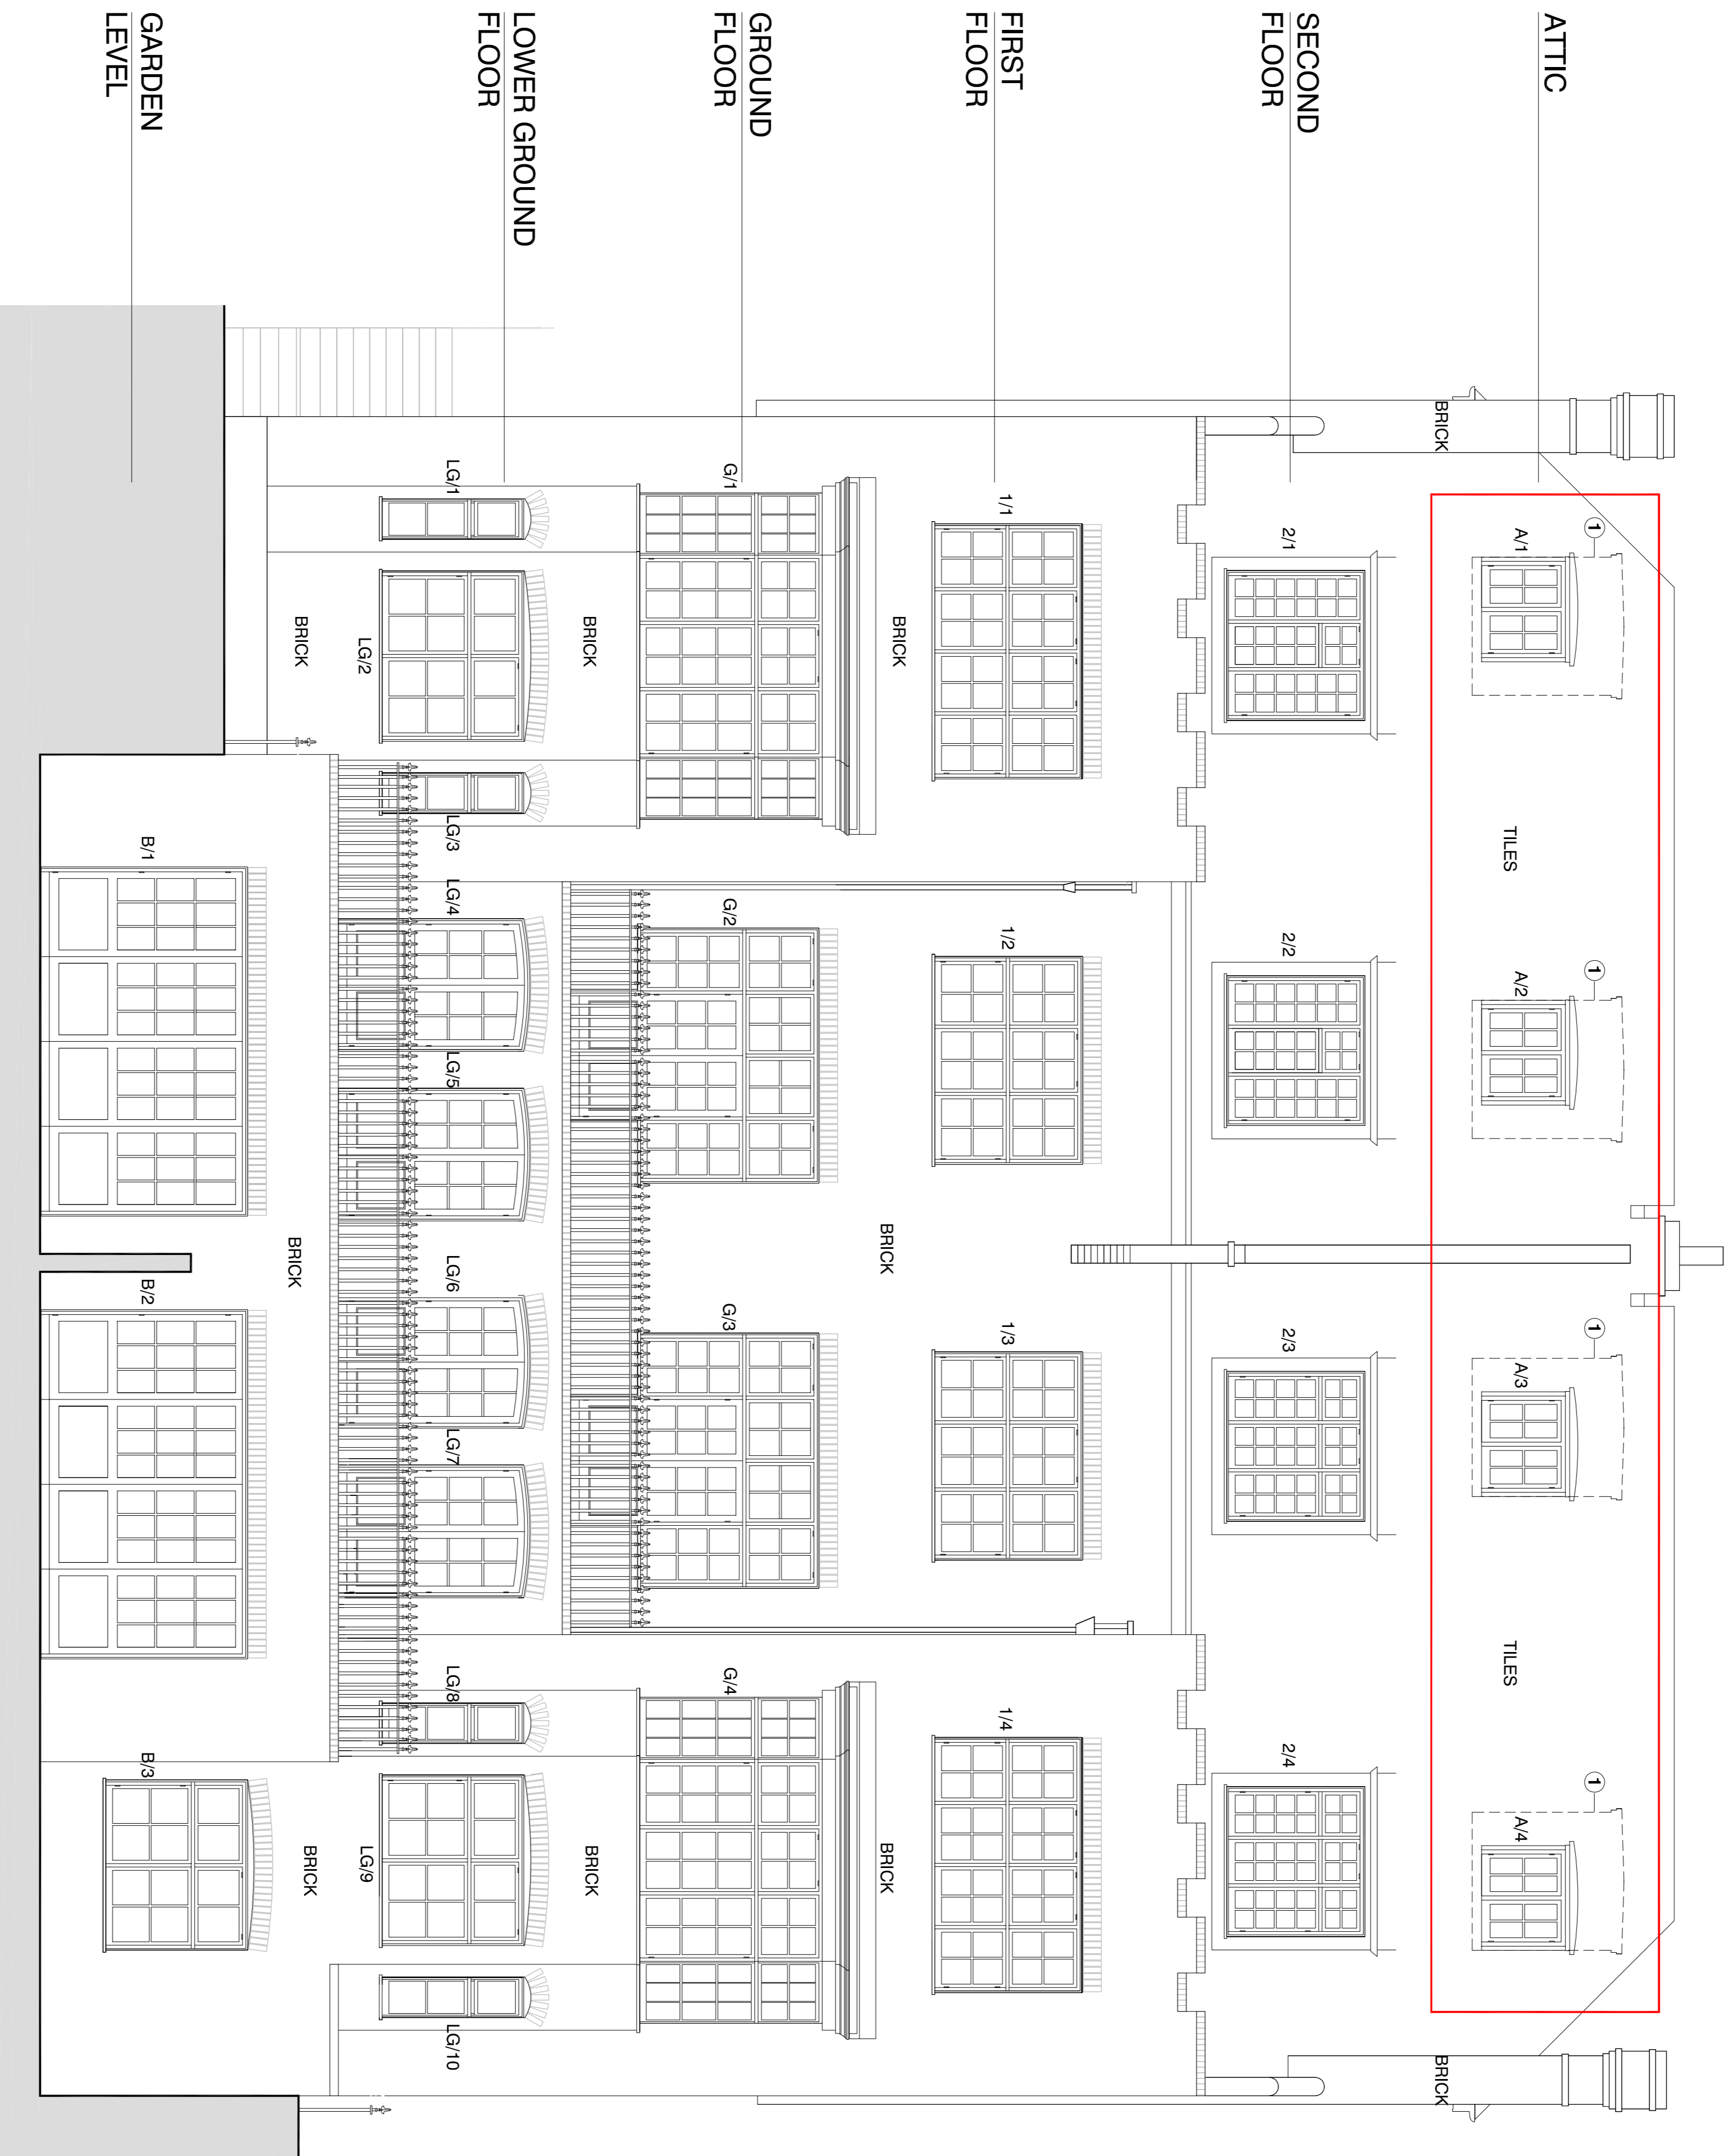 ATTIC
SECOND
FLOOR
FIRST
FLOOR
GROUND
FLOOR
LOWER GROUND
FLOOR
GARDEN
LEVEL
BRICK
BRICK
1
1
1
1
A/1
A/2
A/3
A/4
TILES
TILES
2/1
2/2
2/3
2/4
1/1
1/2
1/3
1/4
BRICK
BRICK
BRICK
G/1
G/2
G/3
G/4
BRICK
BRICK
LG/1
LG/2
LG/3
LG/4
LG/5
LG/6
LG/7
LG/8
LG/9
LG/10
BRICK
BRICK
BRICK
B/1
B/2
B/3